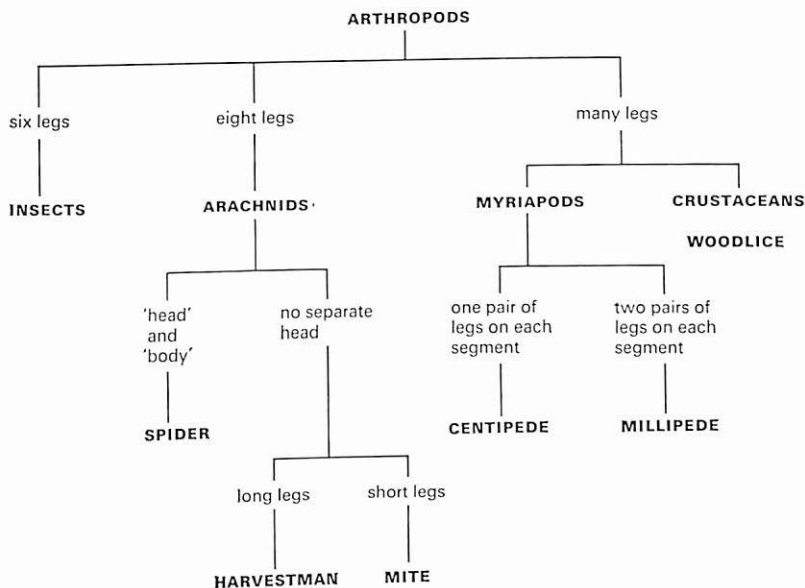 ARTHROPODS
six legs
eight legs
many legs
INSECTS
ARACHNIDS
MYRIAPODS
CRUSTACEANS
WOODLICE
'head'
and
'body'
no separate
head
one pair of
legs on each
segment
two pairs of
legs on each
segment
SPIDER
CENTIPEDE
MILLIPEDE
long legs
short legs
HARVESTMAN
MITE